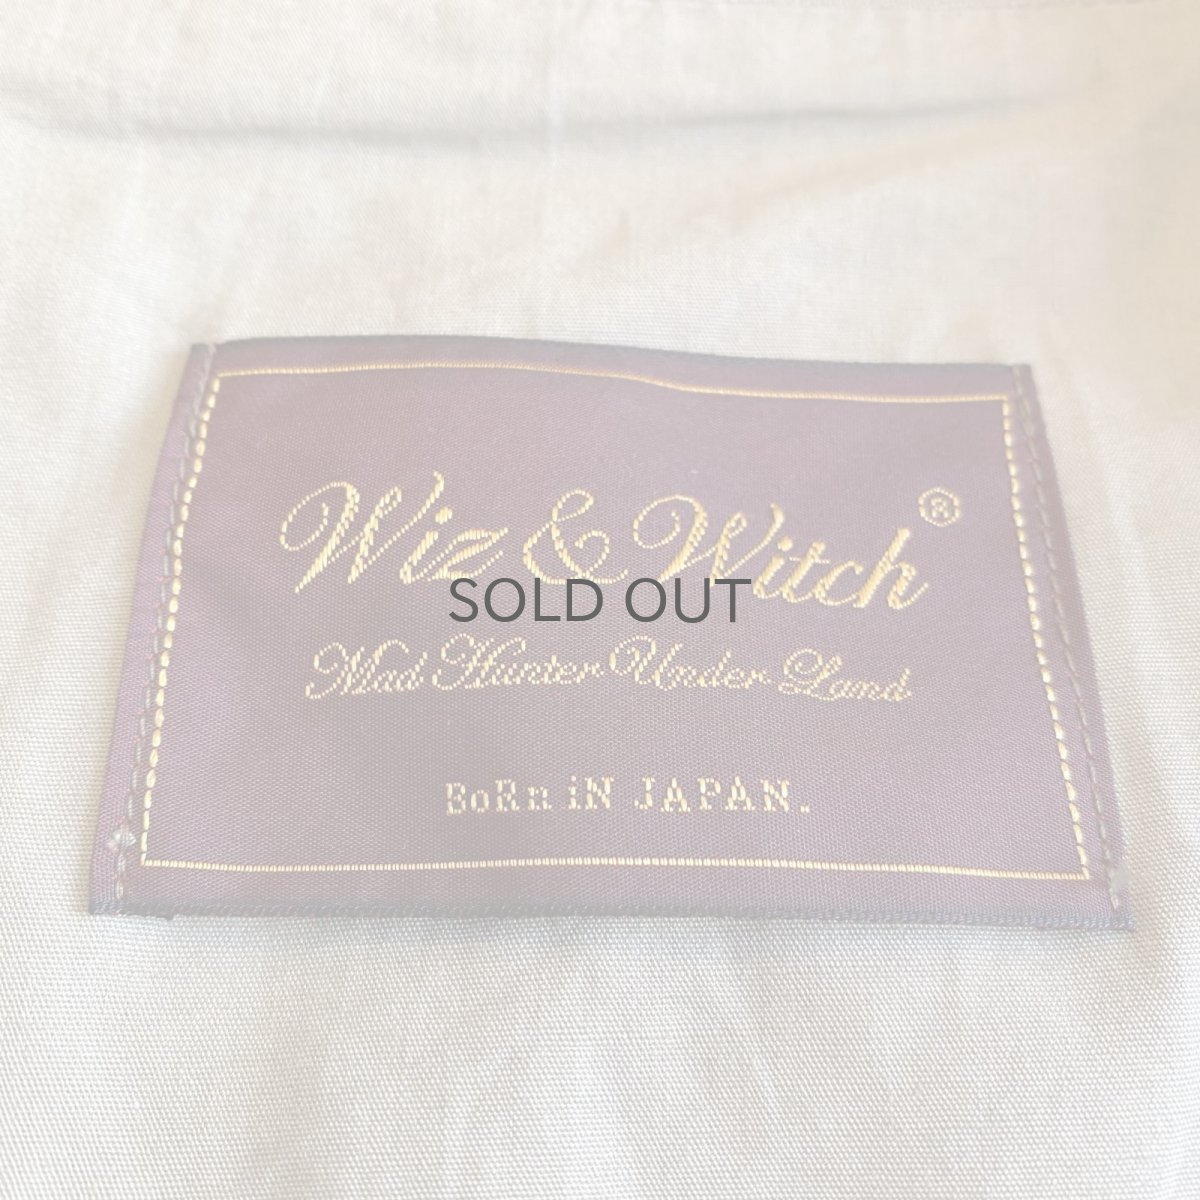 Wiz & Witch®
SOLD OUT
Mad Hunter Under Land
BoRn iN JAPAN.